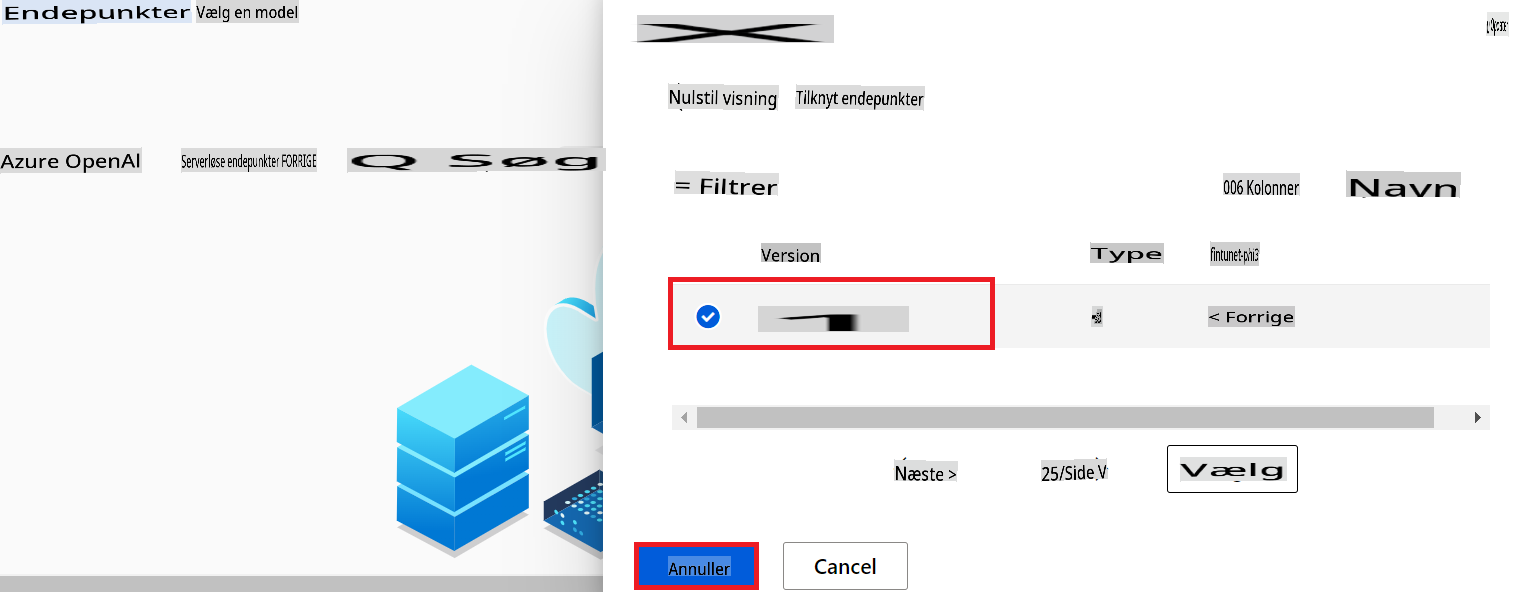 Endepunkter Vælg en model
Nulstil visning Tilknyt endepunkter
Azure OpenAI Serverløse endepunkter FORRIGE Q Søg
= Filtrer 006 Kolonner Navn
Version Type fintunet-phi3
< Forrige
Næste > 25/Side V Vælg
Annuller Cancel